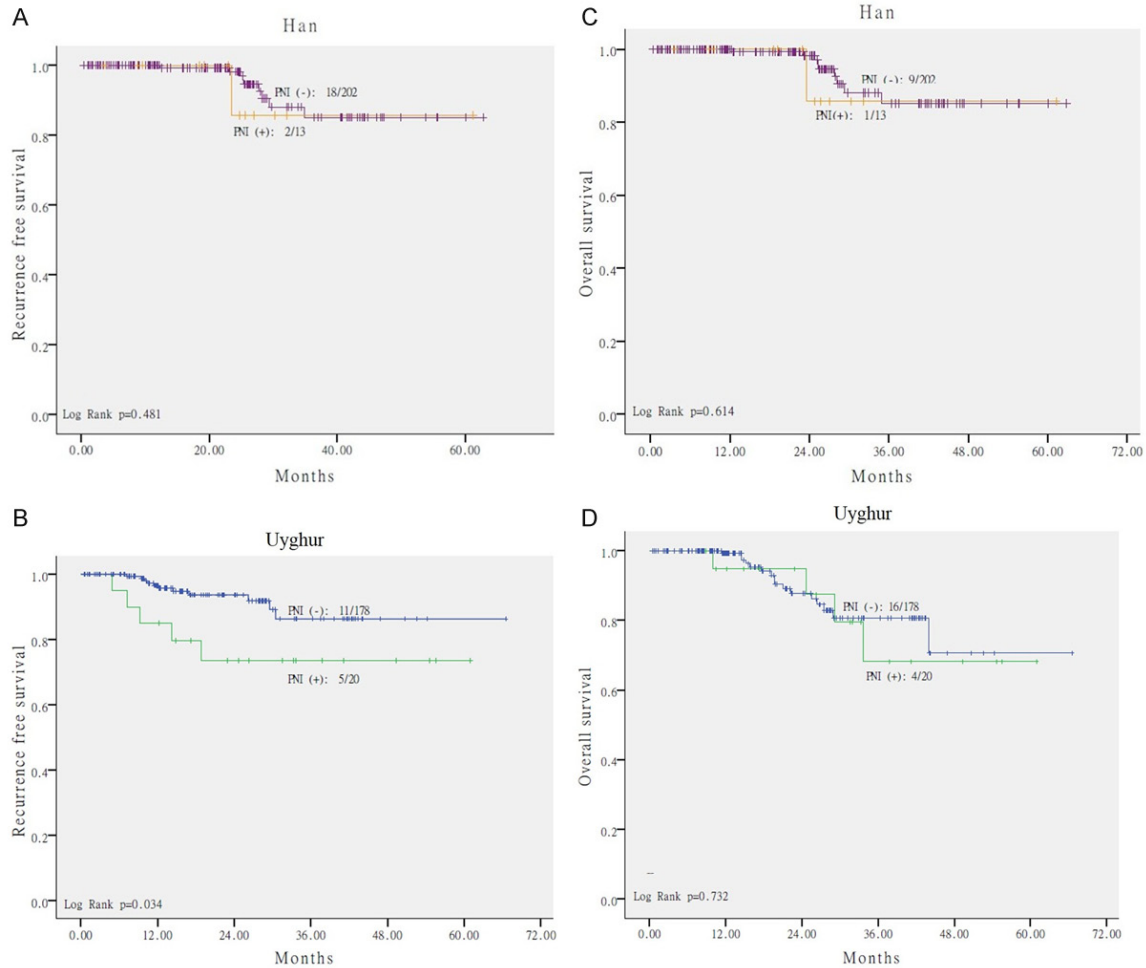 A
Han
Recurrence free survival
1.0
0.8
0.6
0.4
0.2
0.0
PNI (-): 18/202
PNI (+): 2/13
Log Rank p=0.481
0.00 20.00 40.00 60.00
Months
C
Han
Overall survival
1.0
0.8
0.6
0.4
0.2
0.0
PNI (-): 9/202
PNI(+): 1/13
Log Rank p=0.614
0.00 12.00 24.00 36.00 48.00 60.00 72.00
Months
B
Uyghur
Recurrence free survival
1.0
0.8
0.6
0.4
0.2
0.0
PNI (-): 11/178
PNI (+): 5/20
Log Rank p=0.034
0.00 12.00 24.00 36.00 48.00 60.00 72.00
Months
D
Uyghur
Overall survival
1.0
0.8
0.6
0.4
0.2
0.0
PNI (-): 16/178
PNI (+): 4/20
Log Rank p=0.732
0.00 12.00 24.00 36.00 48.00 60.00 72.00
Months